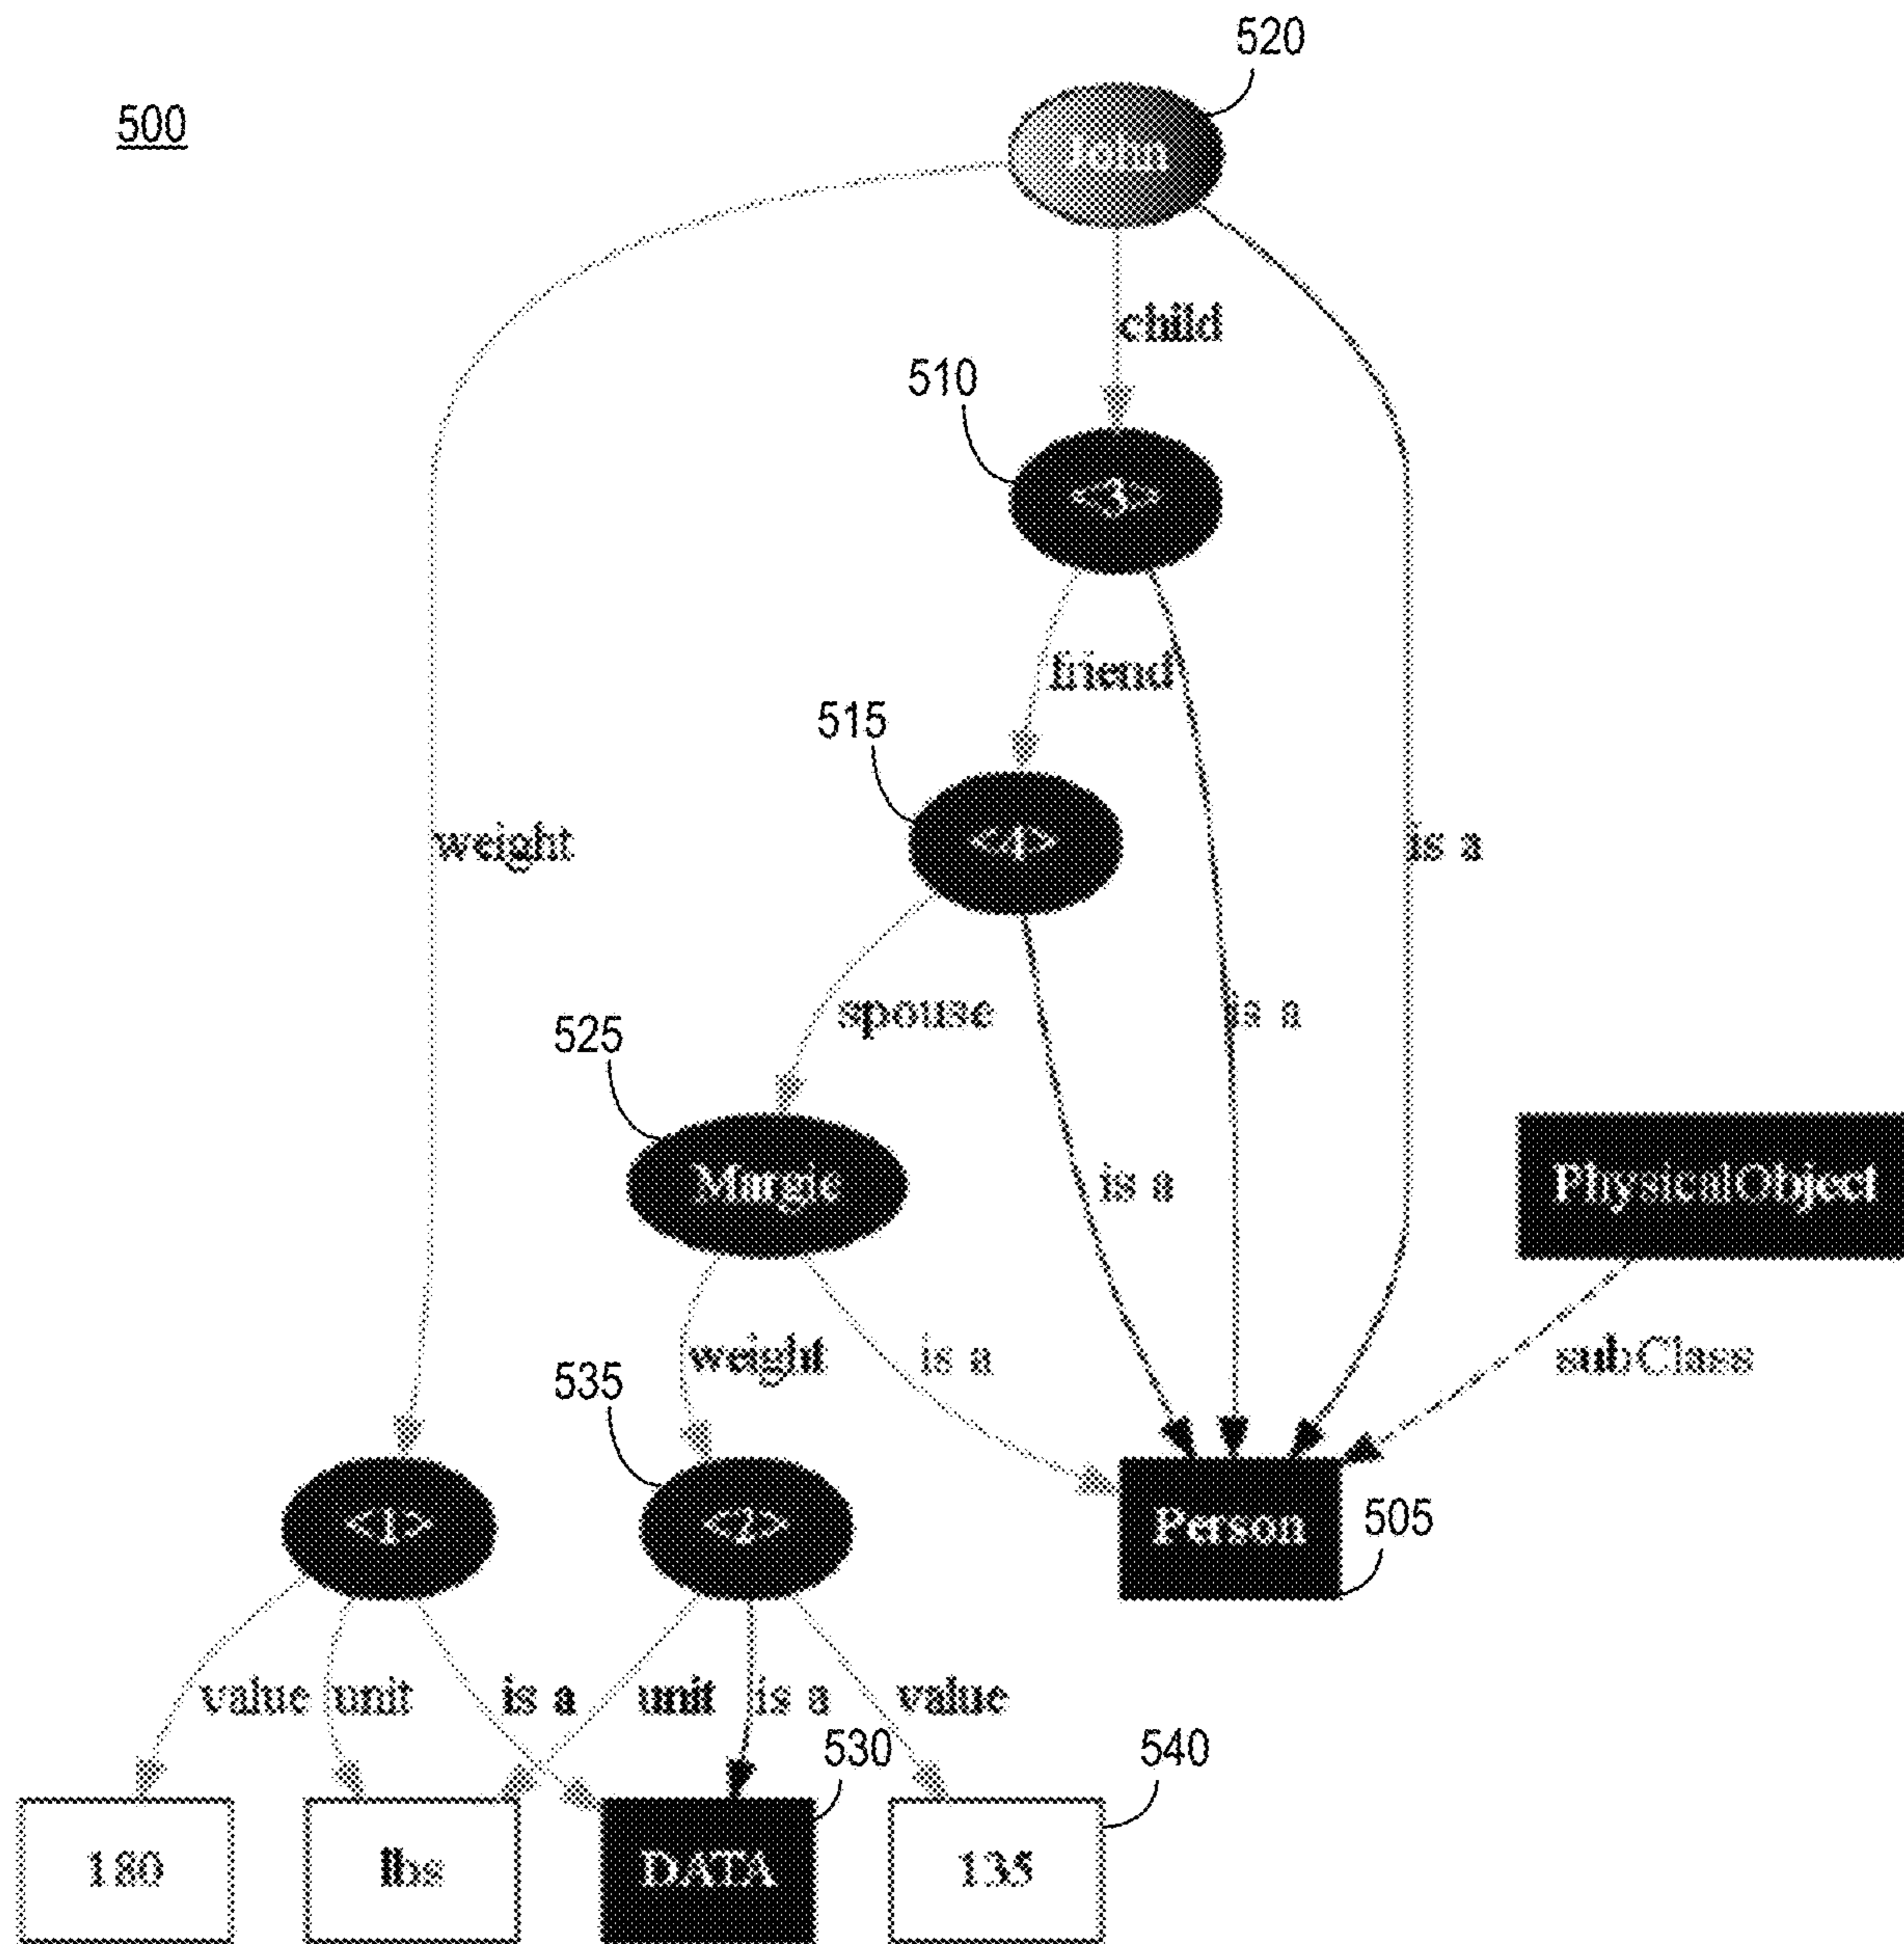 520
500
John
child
510
<3>
friend
515
<4>
weight
is a
spouse
is a
525
Margie
is a
PhysicalObject
weight
is a
subClass
535
<1>
<2>
Person
505
value
unit
is a
unit
is a
value
530
540
180
lbs
DATA
135